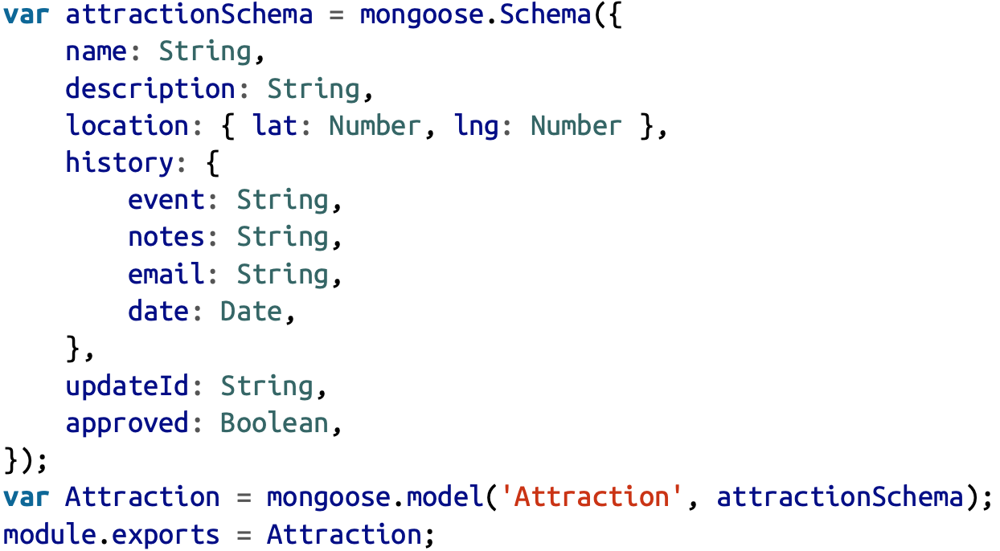 var attractionSchema = mongoose.Schema({
    name: String,
    description: String,
    location: { lat: Number, lng: Number },
    history: {
        event: String,
        notes: String,
        email: String,
        date: Date,
    },
    updateId: String,
    approved: Boolean,
});
var Attraction = mongoose.model('Attraction', attractionSchema);
module.exports = Attraction;